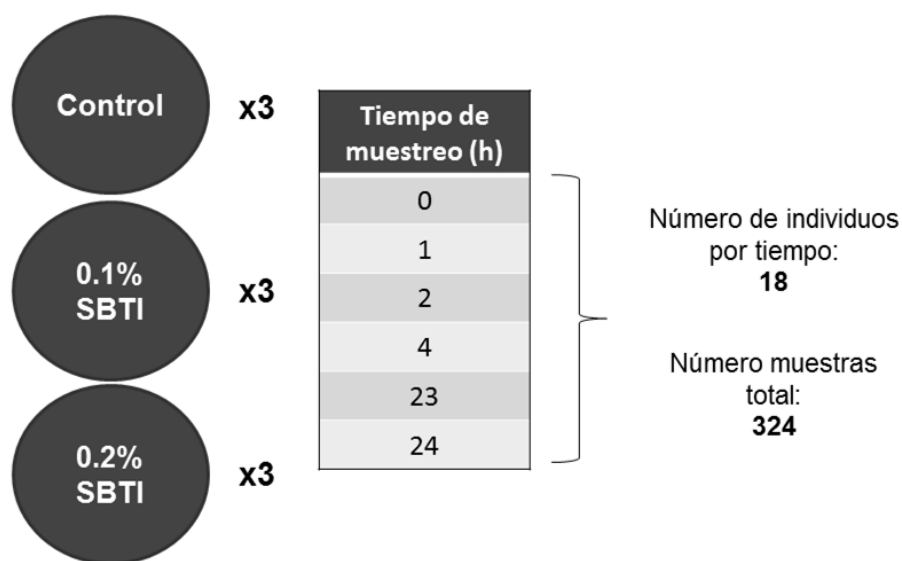 Control
x3
0.1%
SBTI
x3
0.2%
SBTI
x3
Tiempo de
muestreo (h)
0
1
2
4
23
24
Número de individuos
por tiempo:
18
Número muestras
total:
324